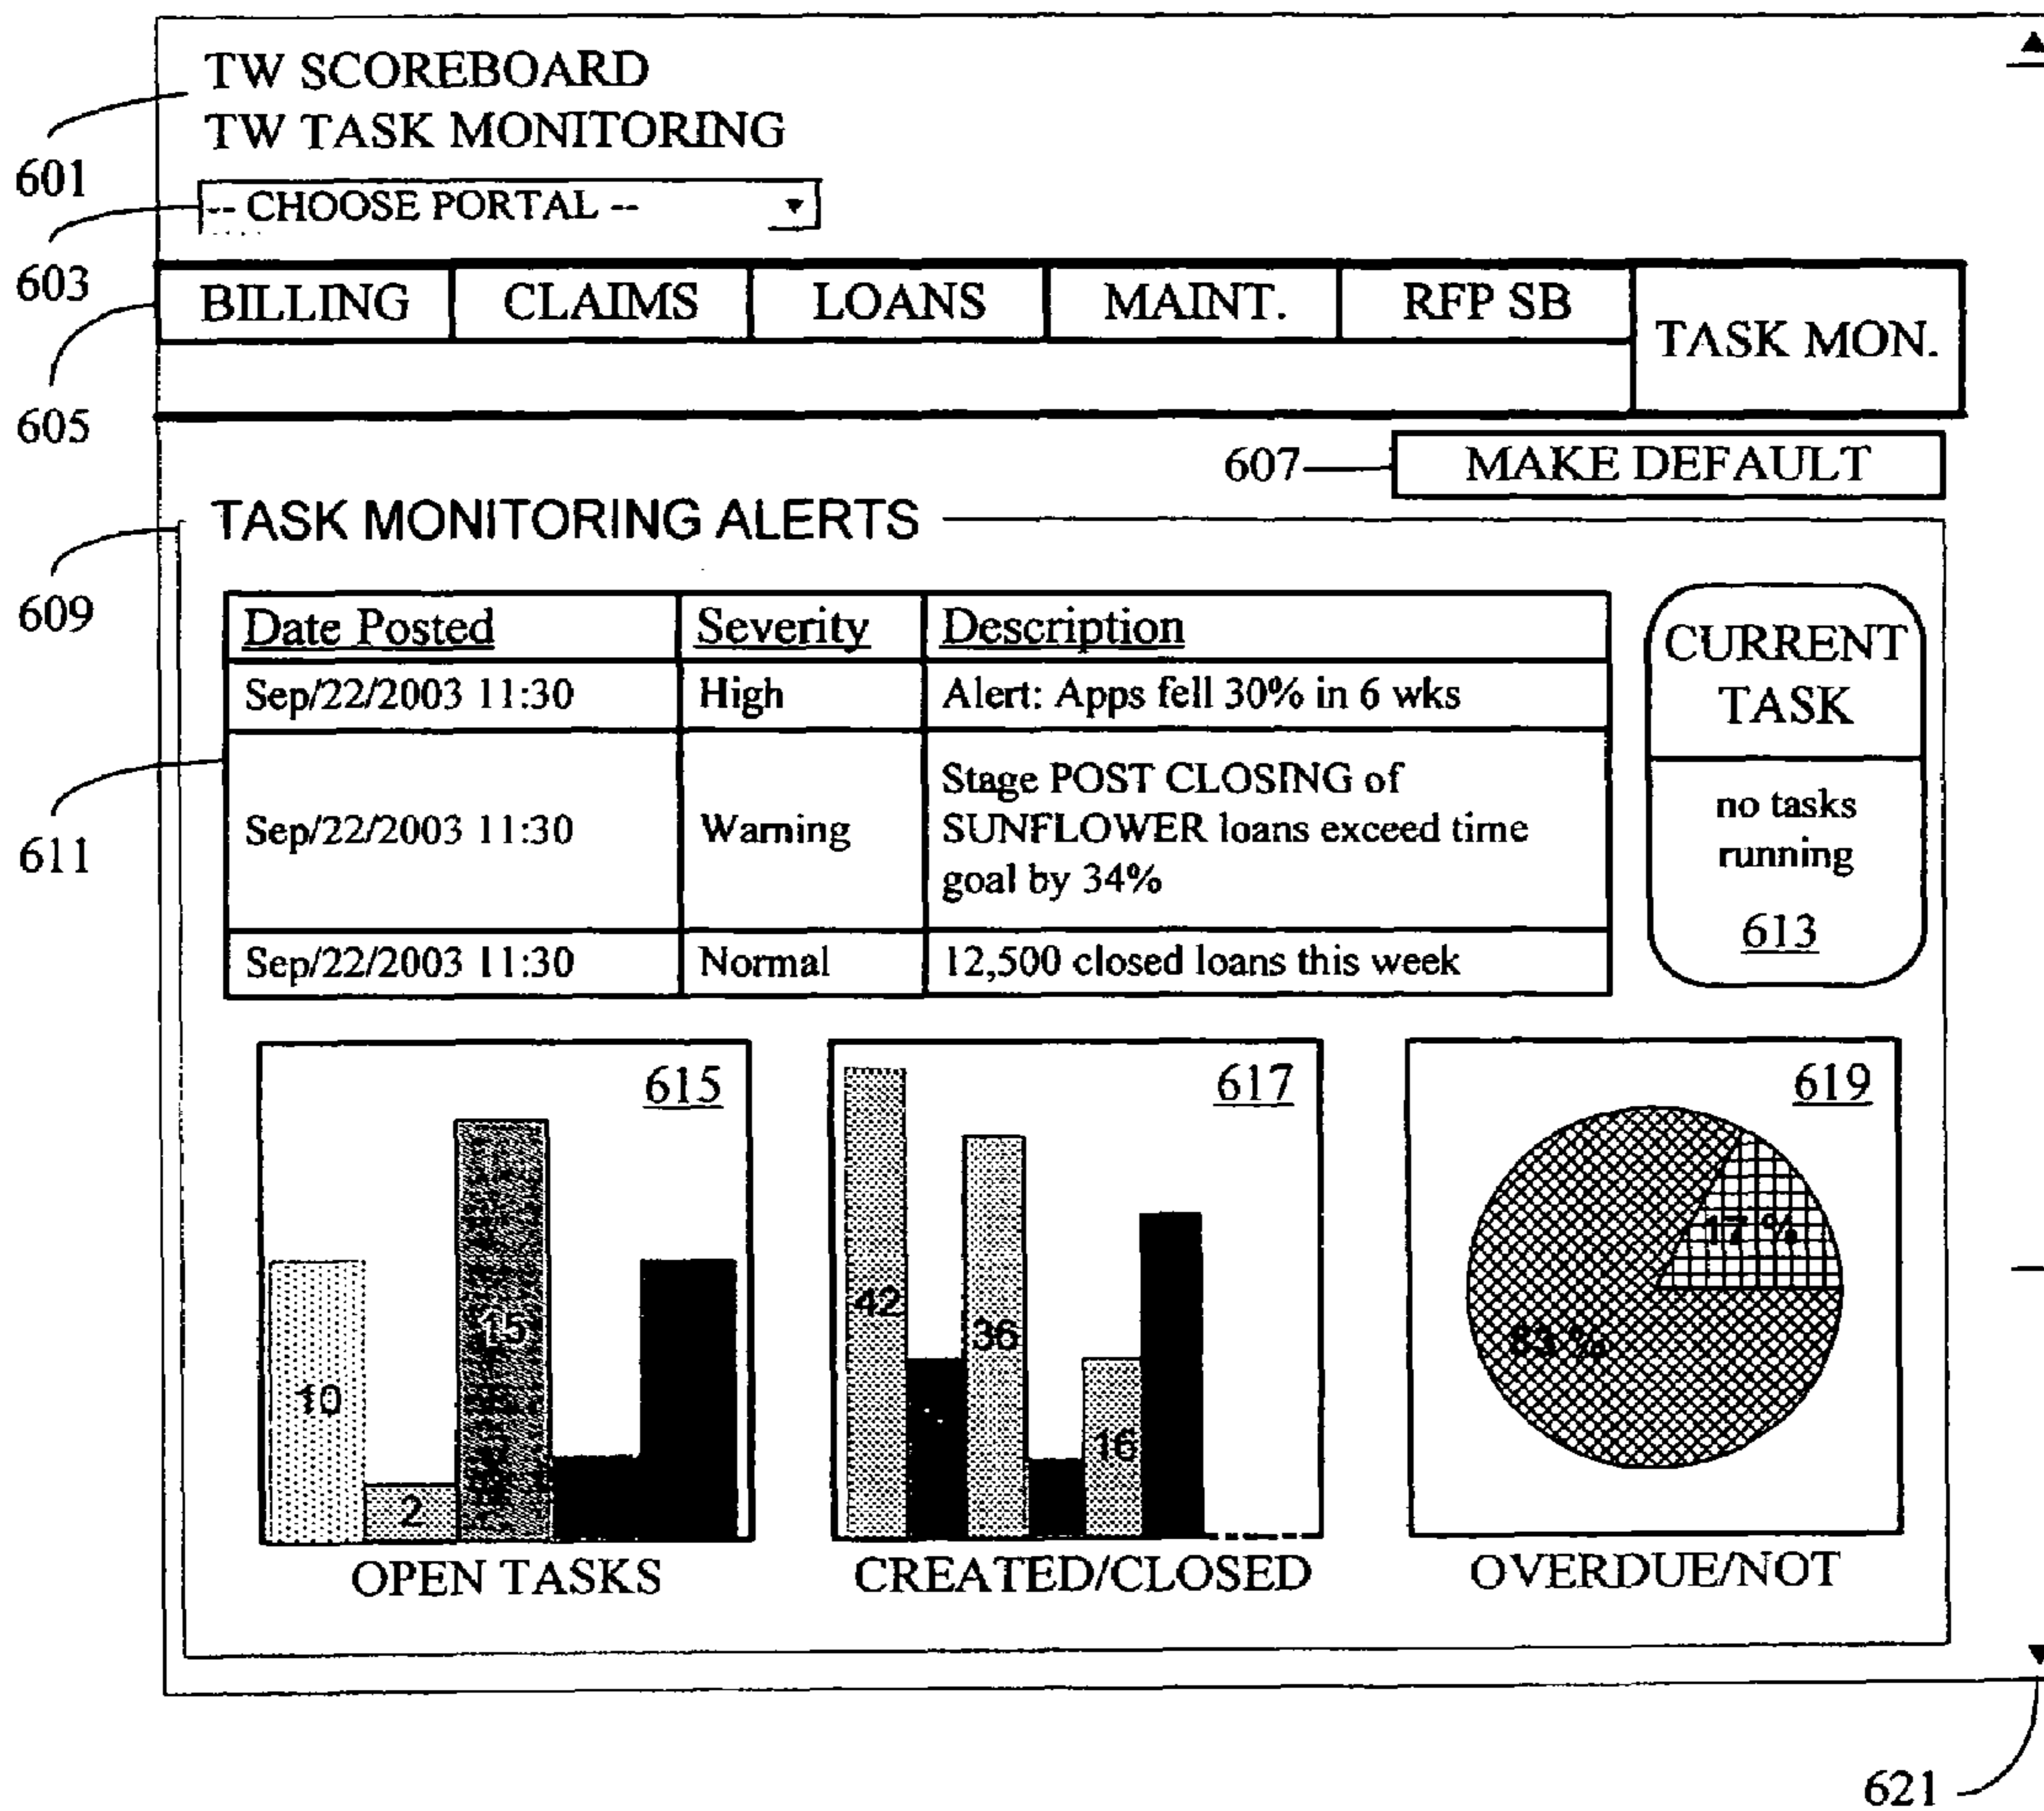 TW SCOREBOARD
TW TASK MONITORING
601
-- CHOOSE PORTAL --
603
BILLING CLAIMS LOANS MAINT. RFP SB TASK MON.
605
607 MAKE DEFAULT
TASK MONITORING ALERTS
609
Date Posted Severity Description
Sep/22/2003 11:30 High Alert: Apps fell 30% in 6 wks
Sep/22/2003 11:30 Warning Stage POST CLOSING of
SUNFLOWER loans exceed time
goal by 34%
Sep/22/2003 11:30 Normal 12,500 closed loans this week
611
CURRENT
TASK
no tasks
running
613
615
10
2
15
OPEN TASKS
617
42
36
16
CREATED/CLOSED
619
17 %
83 %
OVERDUE/NOT
621